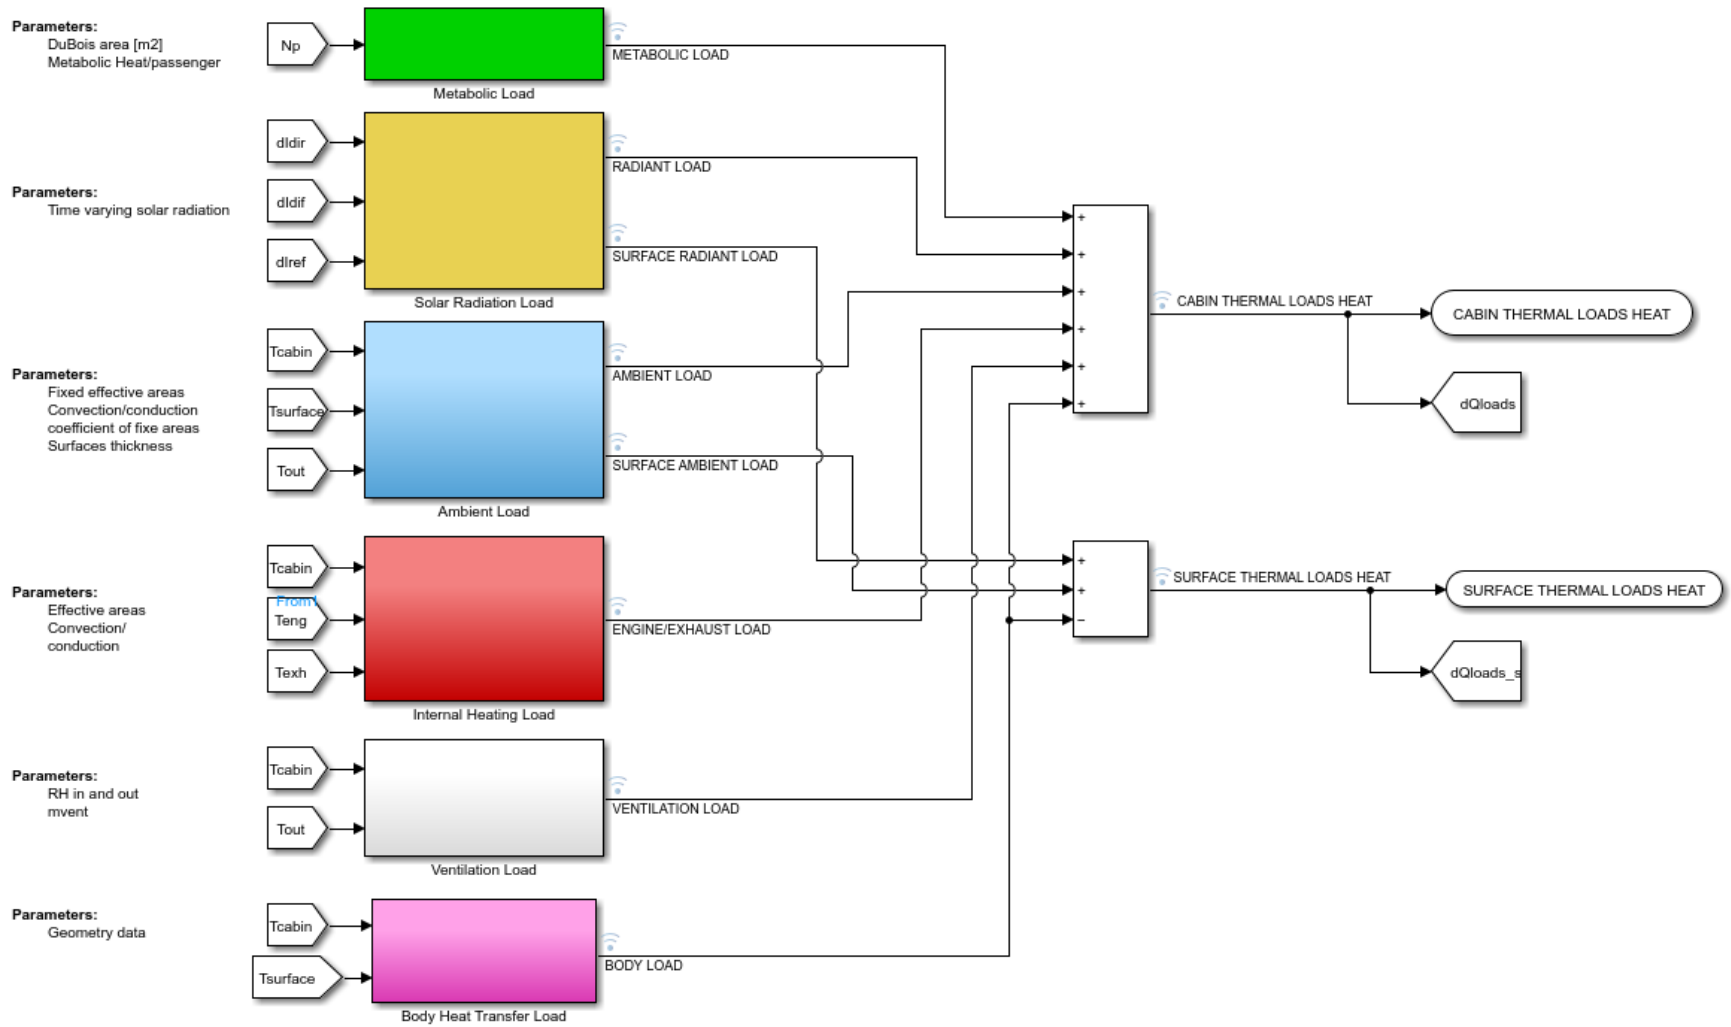 Parameters:
DuBois area [m2]
Metabolic Heat/passenger
Np
METABOLIC LOAD
Metabolic Load
Parameters:
Time varying solar radiation
dIdir
dIdif
dIref
RADIANT LOAD
SURFACE RADIANT LOAD
Solar Radiation Load
Parameters:
Fixed effective areas
Convection/conduction
coefficient of fixe areas
Surfaces thickness
Tcabin
Tsurface
Tout
AMBIENT LOAD
SURFACE AMBIENT LOAD
Ambient Load
Parameters:
Effective areas
Convection/
conduction
Tcabin
From1
Teng
Texh
ENGINE/EXHAUST LOAD
Internal Heating Load
Parameters:
RH in and out
mvent
Tcabin
Tout
VENTILATION LOAD
Ventilation Load
Parameters:
Geometry data
Tcabin
Tsurface
BODY LOAD
Body Heat Transfer Load
+
+
+
+
+
+
CABIN THERMAL LOADS HEAT
CABIN THERMAL LOADS HEAT
dQloads
+
+
−
SURFACE THERMAL LOADS HEAT
SURFACE THERMAL LOADS HEAT
dQloads_s